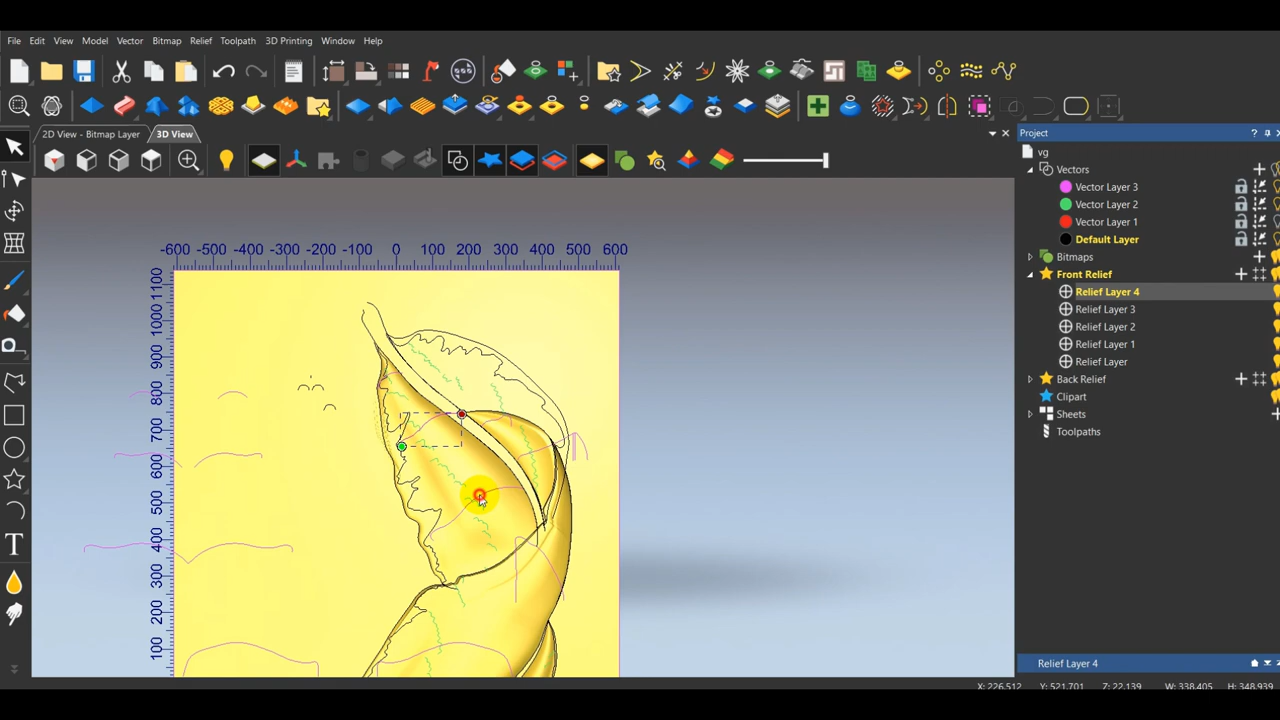 File Edit View Model Vector Bitmap Relief Toolpath 3D Printing Window Help
2D View - Bitmap Layer 3D View
Project
vg
Vectors
Vector Layer 3
Vector Layer 2
Vector Layer 1
Default Layer
Bitmaps
Front Relief
Relief Layer 4
Relief Layer 3
Relief Layer 2
Relief Layer 1
Relief Layer
Back Relief
Clipart
Sheets
Toolpaths
-600 -500 -400 -300 -200 -100 0 100 200 300 400 500 600
1100
1000
900
800
700
600
500
400
300
200
100
Relief Layer 4
X: 226.512 Y: 521.701 Z: 22.139 W: 338.405 H: 348.939